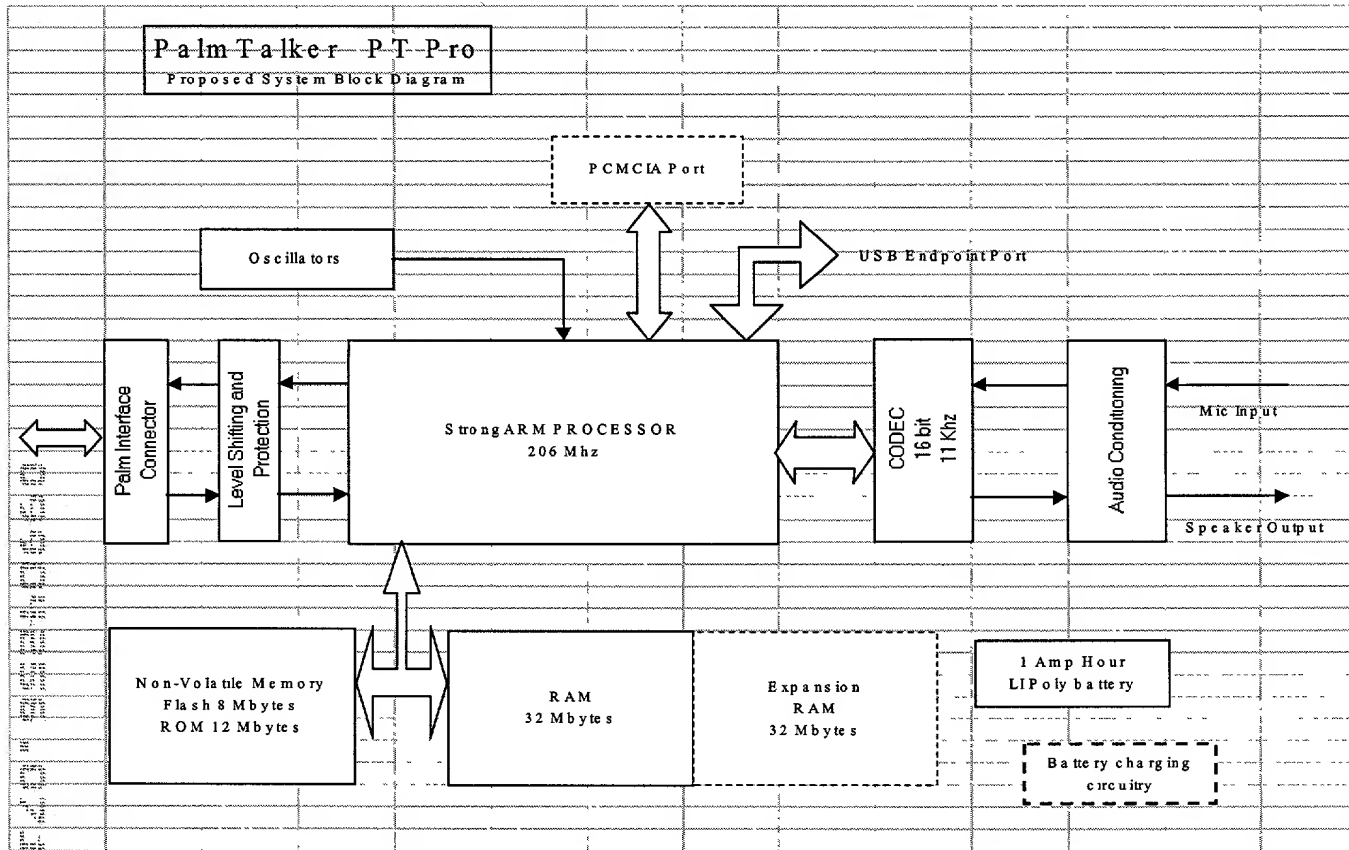 PalmTalker PT Pro
Proposed System Block Diagram
PCMCIA Port
Oscillators
USB Endpoint Port
Palm Interface
Connector
Level Shifting and
Protection
StrongARM PROCESSOR
206 Mhz
CODEC
16 bit
11 Khz
Audio Conditioning
Mic Input
Speaker Output
Non-Volatile Memory
Flash 8 Mbytes
ROM 12 Mbytes
RAM
32 Mbytes
Expansion
RAM
32 Mbytes
1 Amp Hour
LIPoly battery
Battery charging
circuitry